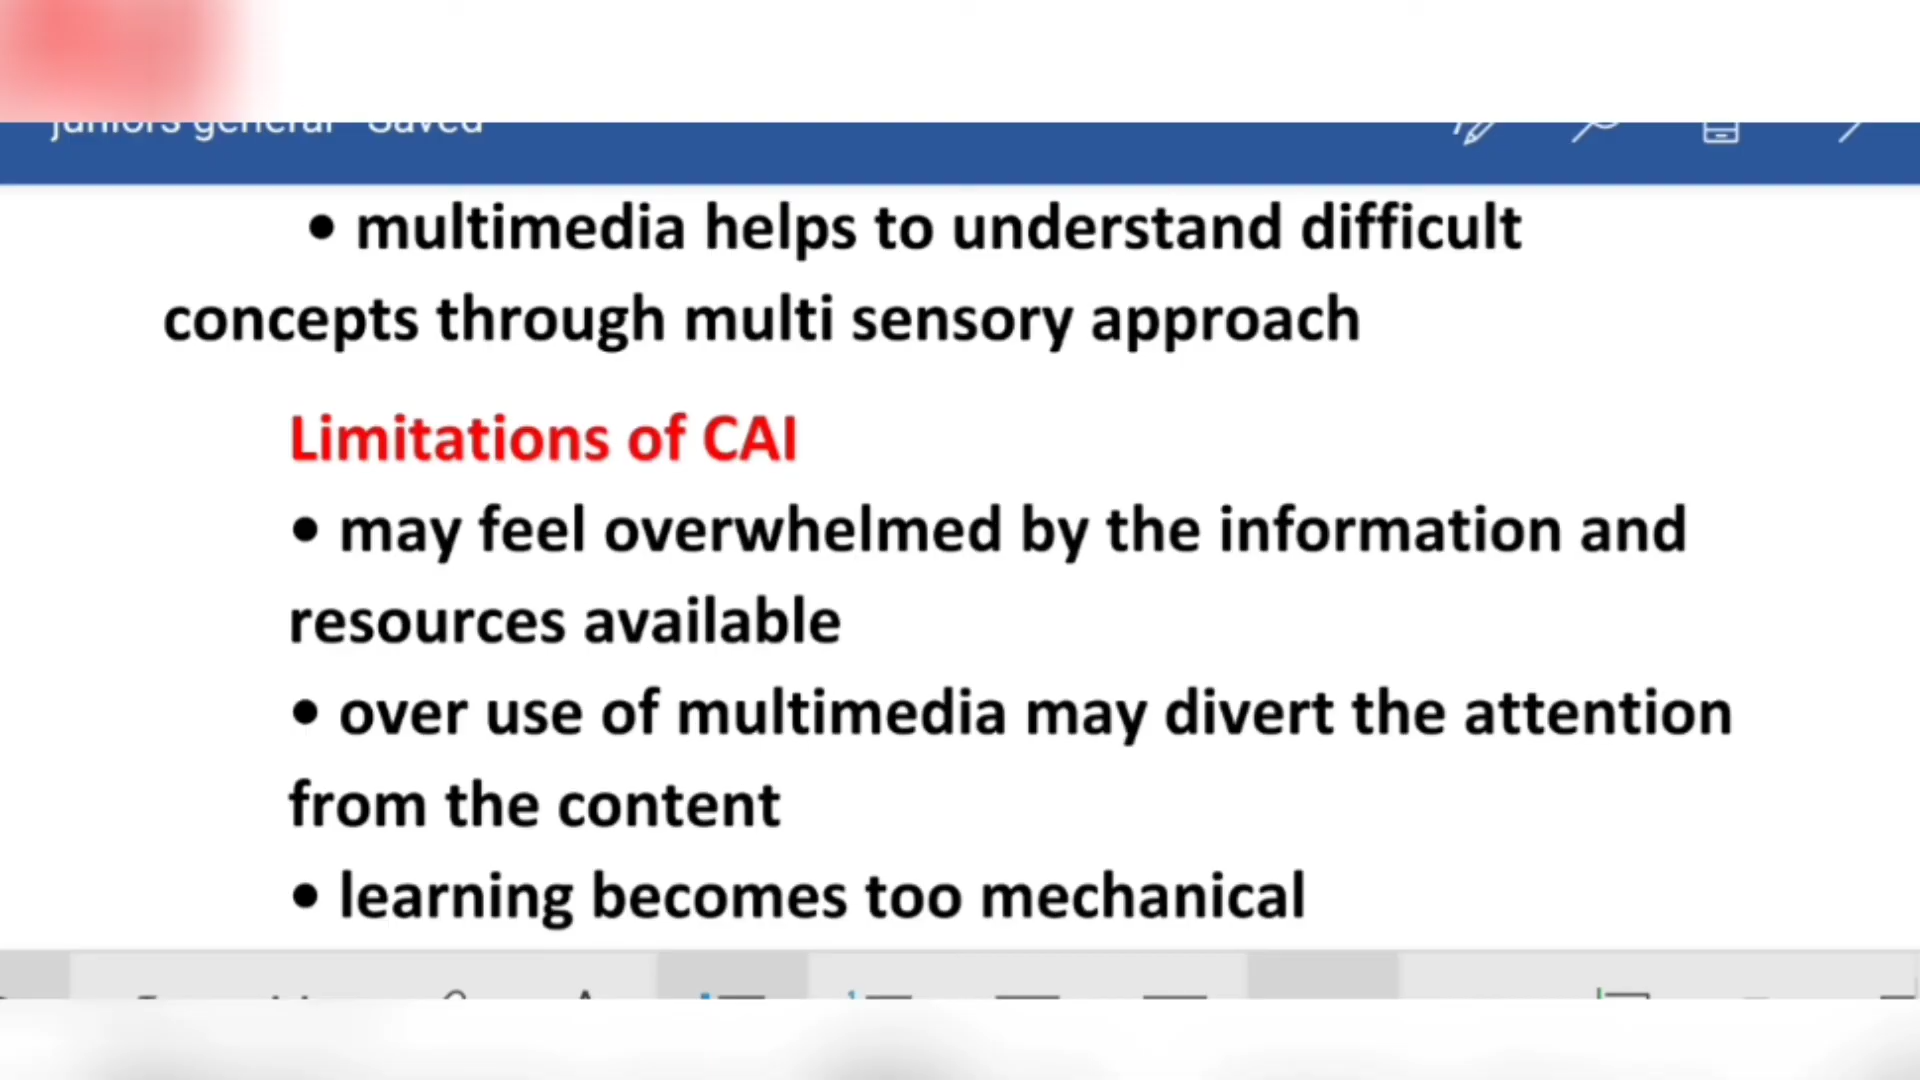 juniors general - Saved
• multimedia helps to understand difficult
concepts through multi sensory approach
Limitations of CAI
• may feel overwhelmed by the information and
resources available
• over use of multimedia may divert the attention
from the content
• learning becomes too mechanical